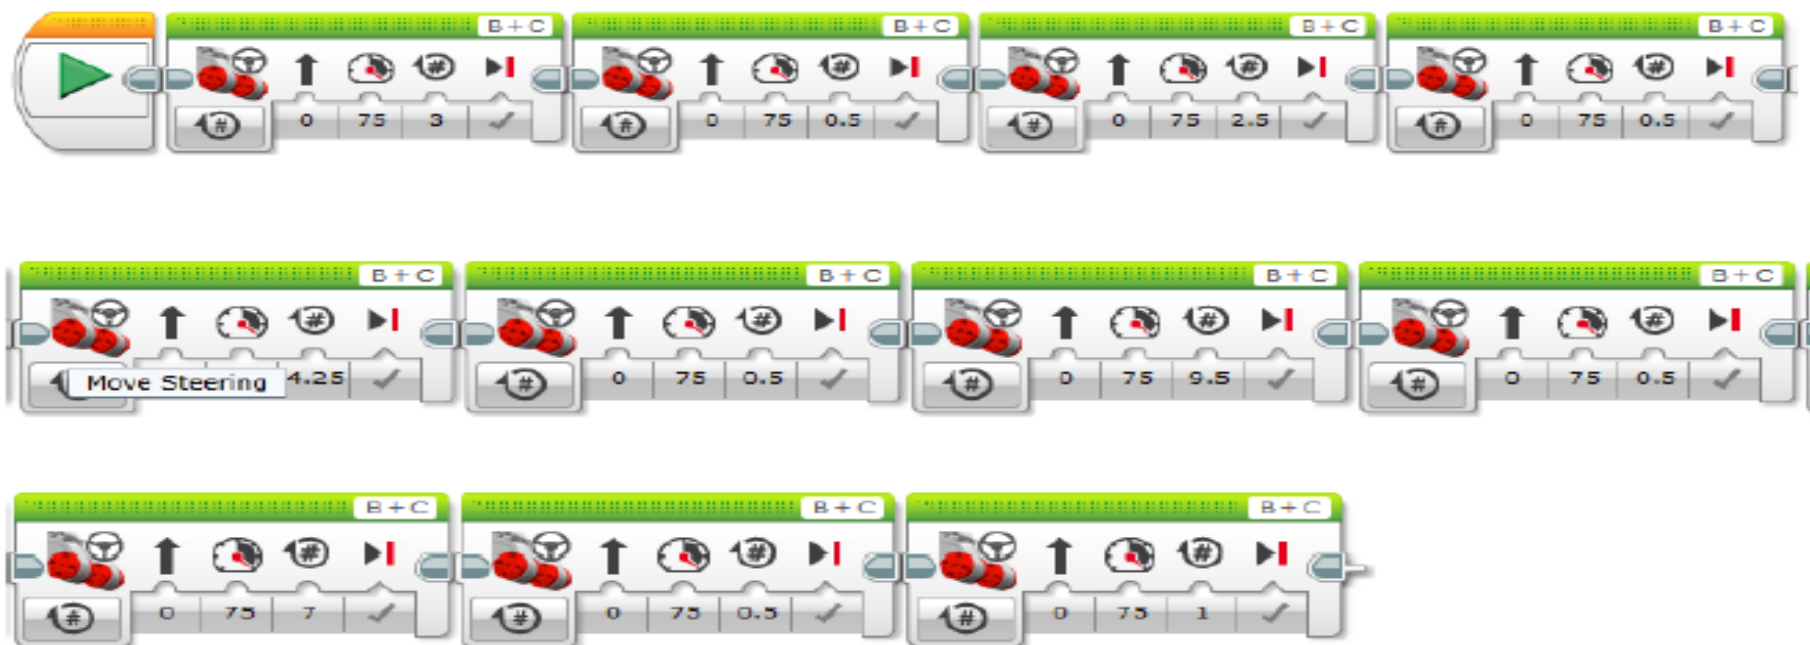 B + C B + C B + C B + C
# # # #
# 0 75 3 # 0 75 0.5 # 0 75 2.5 # 0 75 0.5
B + C B + C B + C B + C
# # # #
Move Steering 4.25 # 0 75 0.5 # 0 75 9.5 # 0 75 0.5
B + C B + C B + C
# # #
# 0 75 7 # 0 75 0.5 # 0 75 1